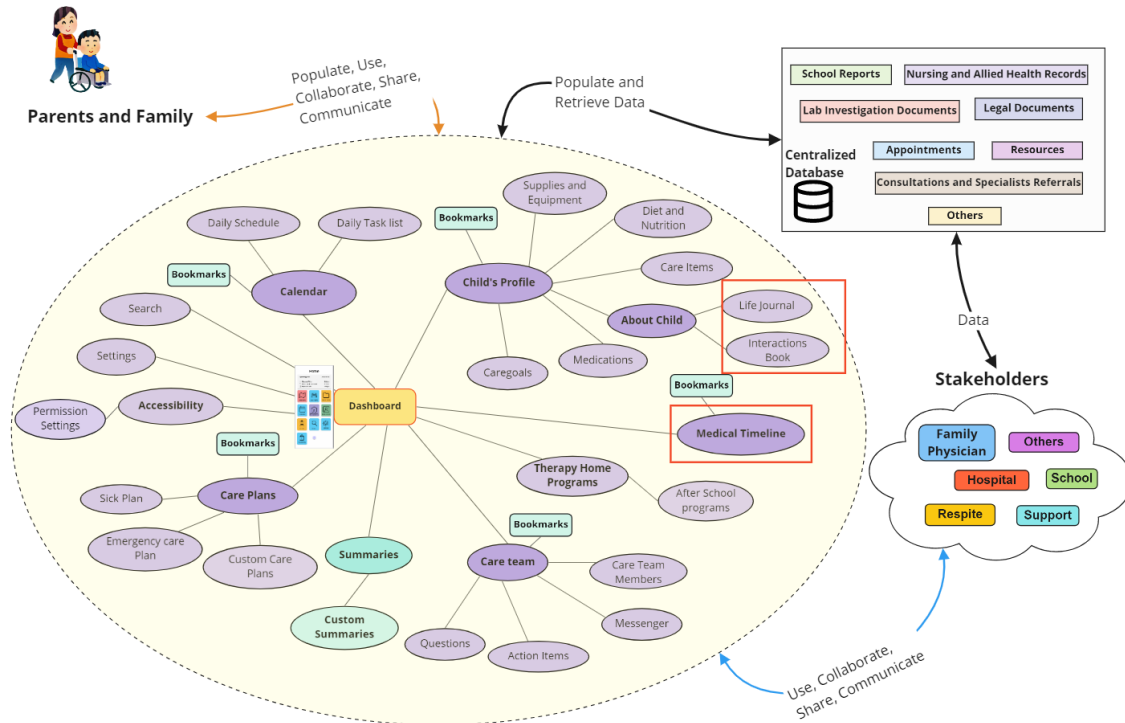 Parents and Family
Populate, Use,
Collaborate, Share,
Communicate
Populate and
Retrieve Data
School Reports
Nursing and Allied Health Records
Lab Investigation Documents
Legal Documents
Centralized
Database
Appointments
Resources
Consultations and Specialists Referrals
Others
Data
Stakeholders
Family
Physician
Others
Hospital
School
Respite
Support
Use, Collaborate,
Share, Communicate
Daily Schedule
Daily Task list
Bookmarks
Calendar
Search
Settings
Accessibility
Permission
Settings
Dashboard
Bookmarks
Supplies and
Equipment
Diet and
Nutrition
Child's Profile
Care Items
About Child
Life Journal
Interactions
Book
Medications
Caregoals
Bookmarks
Medical Timeline
Therapy Home
Programs
After School
programs
Bookmarks
Care Plans
Sick Plan
Emergency care
Plan
Custom Care
Plans
Summaries
Custom
Summaries
Bookmarks
Care team
Care Team
Members
Messenger
Action Items
Questions